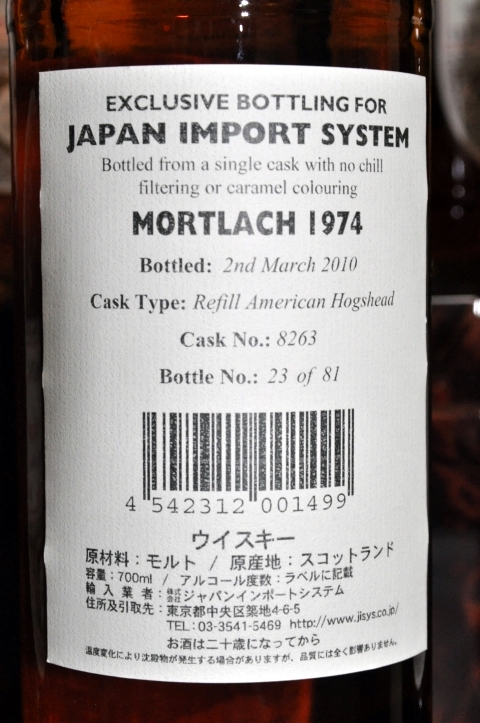 EXCLUSIVE BOTTLING FOR
JAPAN IMPORT SYSTEM
Bottled from a single cask with no chill
filtering or caramel colouring
MORTLACH 1974
Bottled: 2nd March 2010
Cask Type: Refill American Hogshead
Cask No.: 8263
Bottle No.: 23 of 81
4 542312 001499
ウイスキー
原材料：モルト / 原産地：スコットランド
容量：700ml / アルコール度数：ラベルに記載
輸入業者：株式会社ジャパンインポートシステム
住所及引取先：東京都中央区築地4-6-5
TEL：03-3541-5469 http://www.jisys.co.jp/
お酒は二十歳になってから
温度変化により沈殿物が発生する場合がありますが、品質には全く影響ありません。